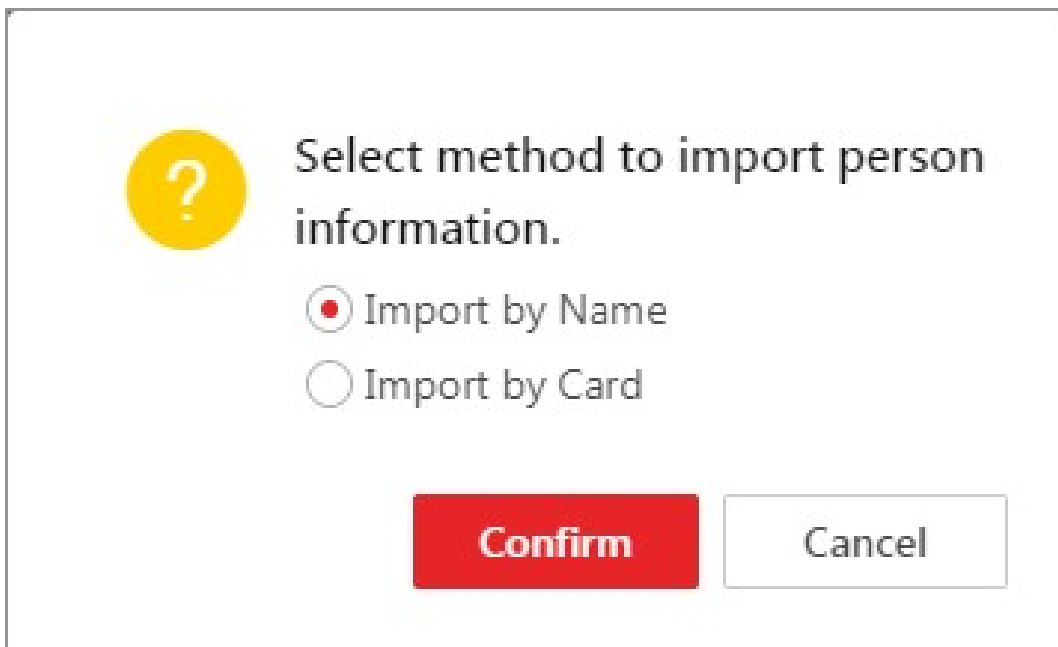 ?
Select method to import person
information.
Import by Name
Import by Card
Confirm
Cancel